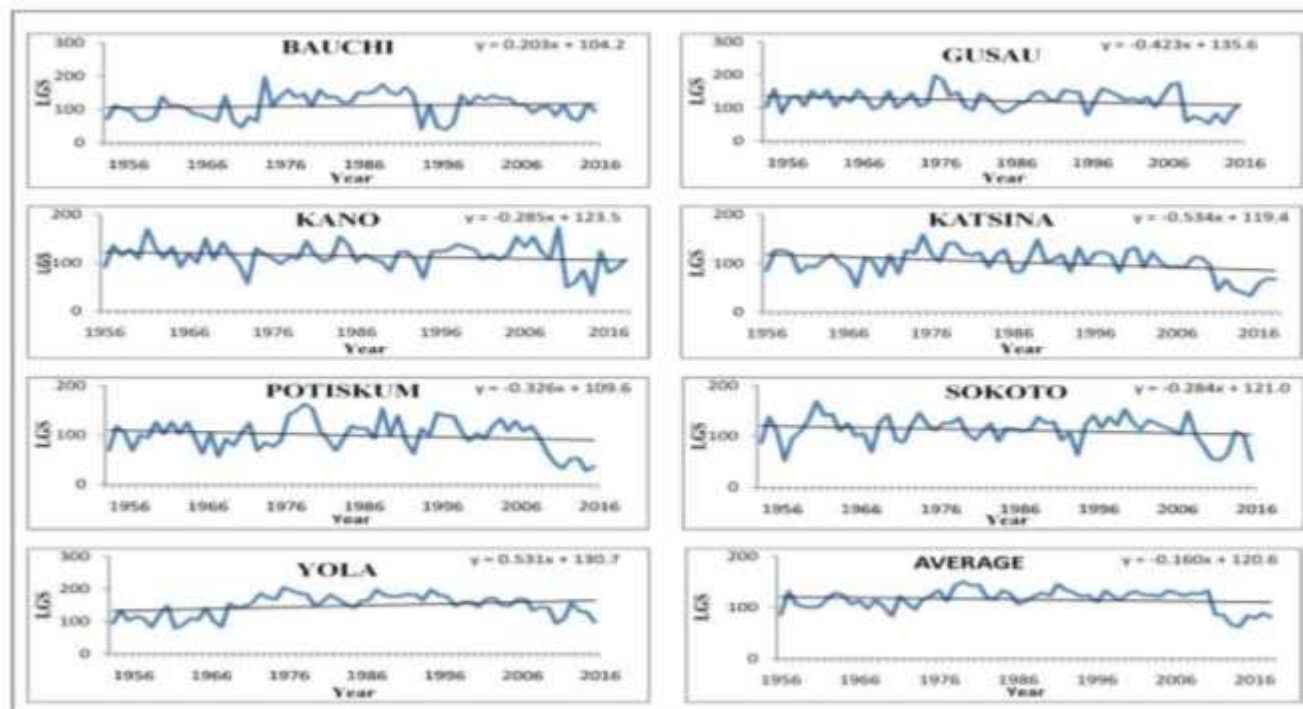 BAUCHI
y = 0.203x + 104.2
300
200
100
0
LGS
1956 1966 1976 1986 1996 2006 2016
Year
GUSAU
y = -0.423x + 135.6
300
200
100
0
LGS
1956 1966 1976 1986 1996 2006 2016
Year
KANO
y = -0.285x + 123.5
200
100
0
LGS
1956 1966 1976 1986 1996 2006 2016
Year
KATSINA
y = -0.534x + 119.4
200
100
0
LGS
1956 1966 1976 1986 1996 2006 2016
Year
POTISKUM
y = -0.326x + 109.6
200
100
0
LGS
1956 1966 1976 1986 1996 2006 2016
Year
SOKOTO
y = -0.284x + 121.0
200
100
0
LGS
1956 1966 1976 1986 1996 2006 2016
Year
YOLA
y = 0.531x + 130.7
300
200
100
0
LGS
1956 1966 1976 1986 1996 2006 2016
Year
AVERAGE
y = -0.160x + 120.6
200
100
0
LGS
1956 1966 1976 1986 1996 2006 2016
Year